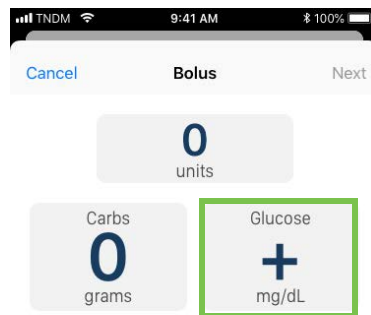 TNDM 9:41 AM 100%
Cancel Bolus Next
0
units
Carbs Glucose
0 +
grams mg/dL